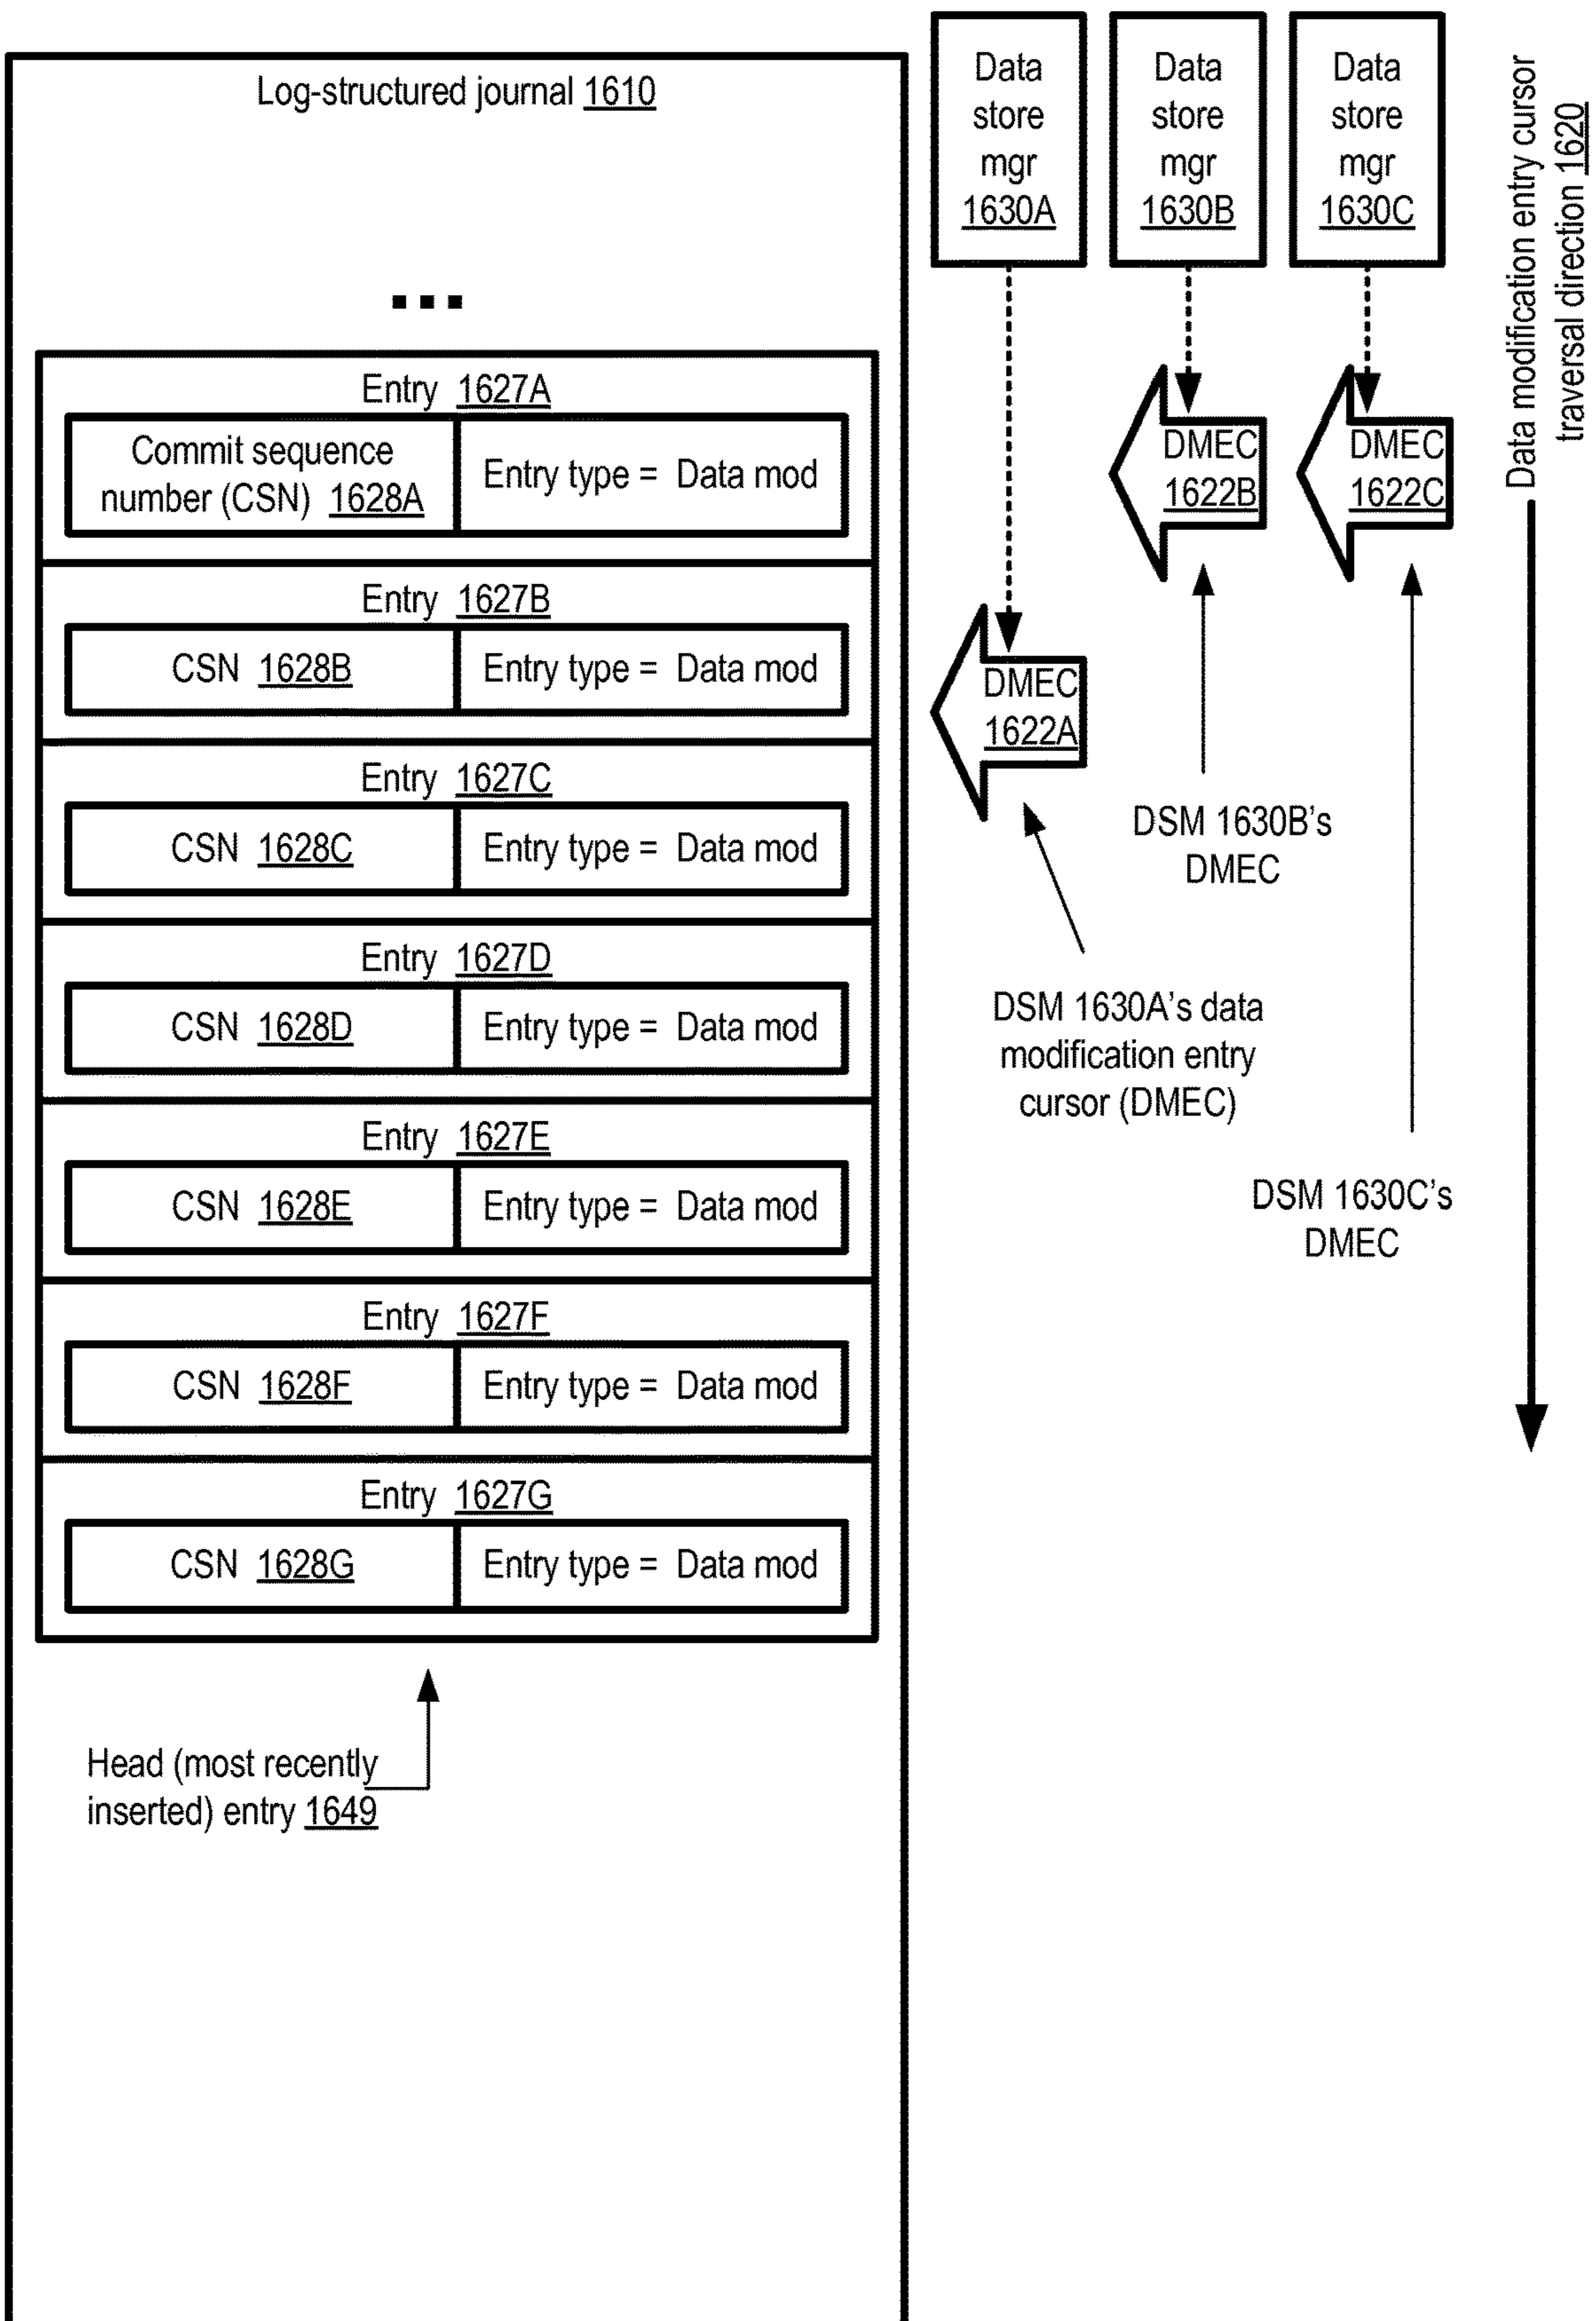 Log-structured journal 1610
...
Entry 1627A
Commit sequence
number (CSN) 1628A
Entry type = Data mod
Entry 1627B
CSN 1628B
Entry type = Data mod
Entry 1627C
CSN 1628C
Entry type = Data mod
Entry 1627D
CSN 1628D
Entry type = Data mod
Entry 1627E
CSN 1628E
Entry type = Data mod
Entry 1627F
CSN 1628F
Entry type = Data mod
Entry 1627G
CSN 1628G
Entry type = Data mod
Head (most recently
inserted) entry 1649
Data
store
mgr
1630A
Data
store
mgr
1630B
Data
store
mgr
1630C
DMEC
1622A
DMEC
1622B
DMEC
1622C
DSM 1630A's data
modification entry
cursor (DMEC)
DSM 1630B's
DMEC
DSM 1630C's
DMEC
Data modification entry cursor
traversal direction 1620